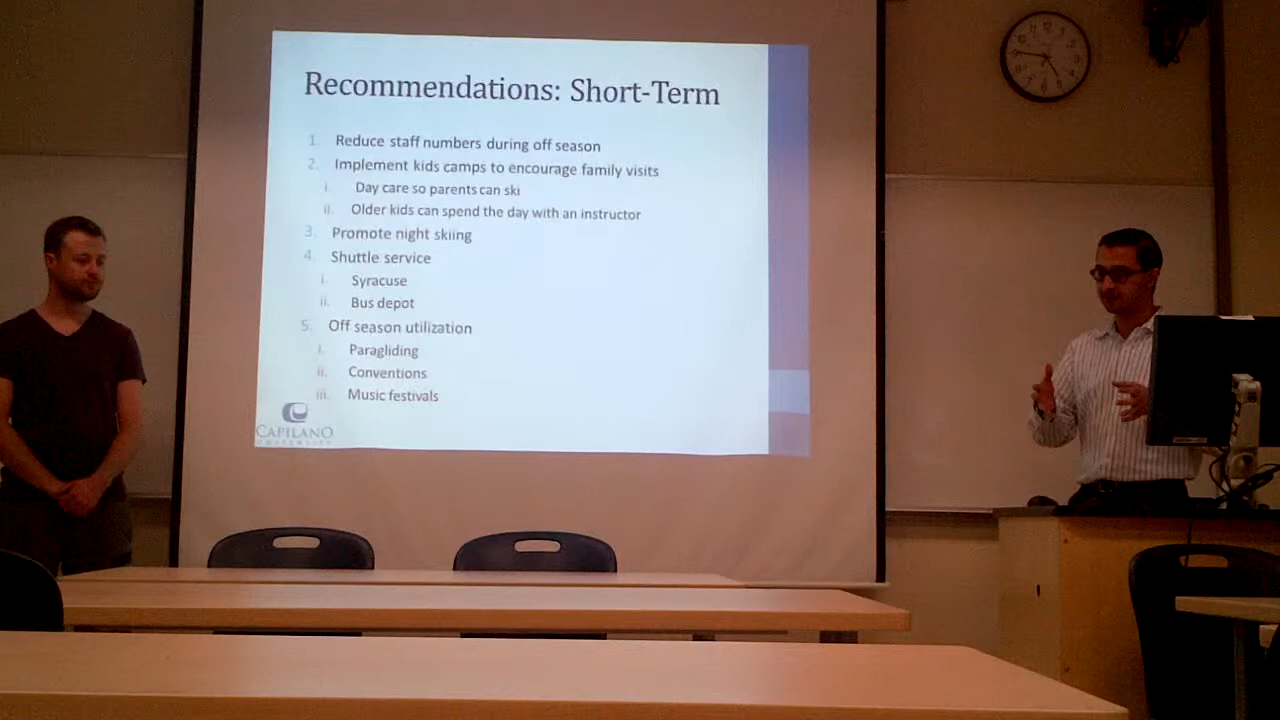 Recommendations: Short-Term
1. Reduce staff numbers during off season
2. Implement kids camps to encourage family visits
i. Day care so parents can ski
ii. Older kids can spend the day with an instructor
3. Promote night skiing
4. Shuttle service
i. Syracuse
ii. Bus depot
5. Off season utilization
i. Paragliding
ii. Conventions
iii. Music festivals
CAPILANO
UNIVERSITY